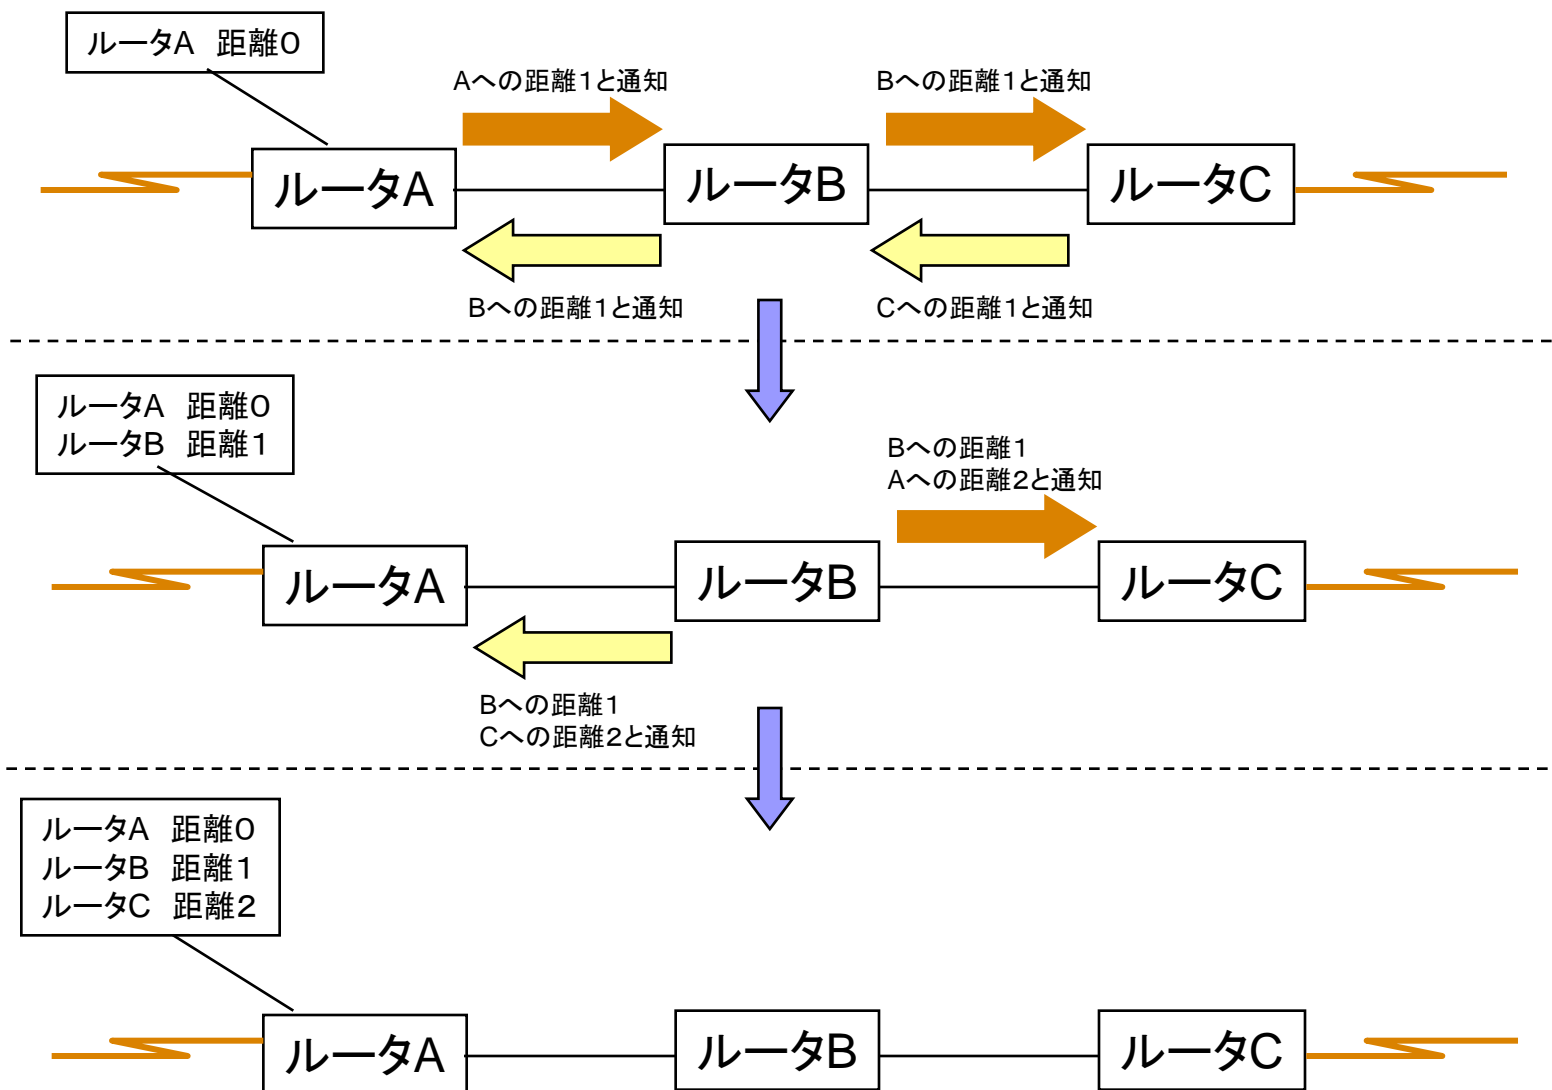 ルータA 距離0
Aへの距離1と通知
Bへの距離1と通知
ルータA
ルータB
ルータC
Bへの距離1と通知
Cへの距離1と通知
ルータA 距離0
ルータB 距離1
Bへの距離1
Aへの距離2と通知
ルータA
ルータB
ルータC
Bへの距離1
Cへの距離2と通知
ルータA 距離0
ルータB 距離1
ルータC 距離2
ルータA
ルータB
ルータC